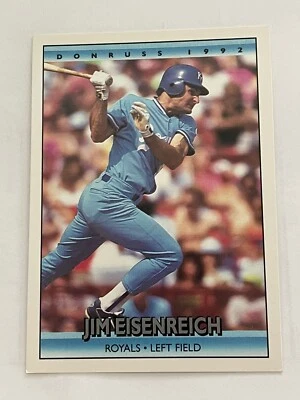 DONRUSS 1992
JIM EISENREICH
ROYALS • LEFT FIELD